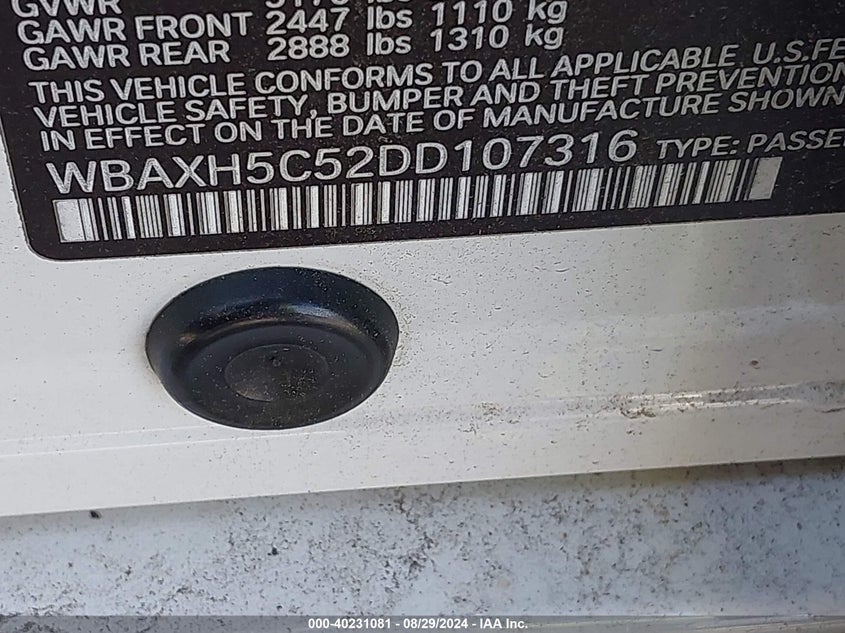 GVWR
GAWR FRONT 2447 lbs 1110 kg
GAWR REAR 2888 lbs 1310 kg
THIS VEHICLE CONFORMS TO ALL APPLICABLE U.S.FE
VEHICLE SAFETY, BUMPER AND THEFT PREVENTION
IN EFFECT ON THE DATE OF MANUFACTURE SHOWN
WBAXH5C52DD107316 TYPE: PASSE
000-40231081 - 08/29/2024 - IAA Inc.